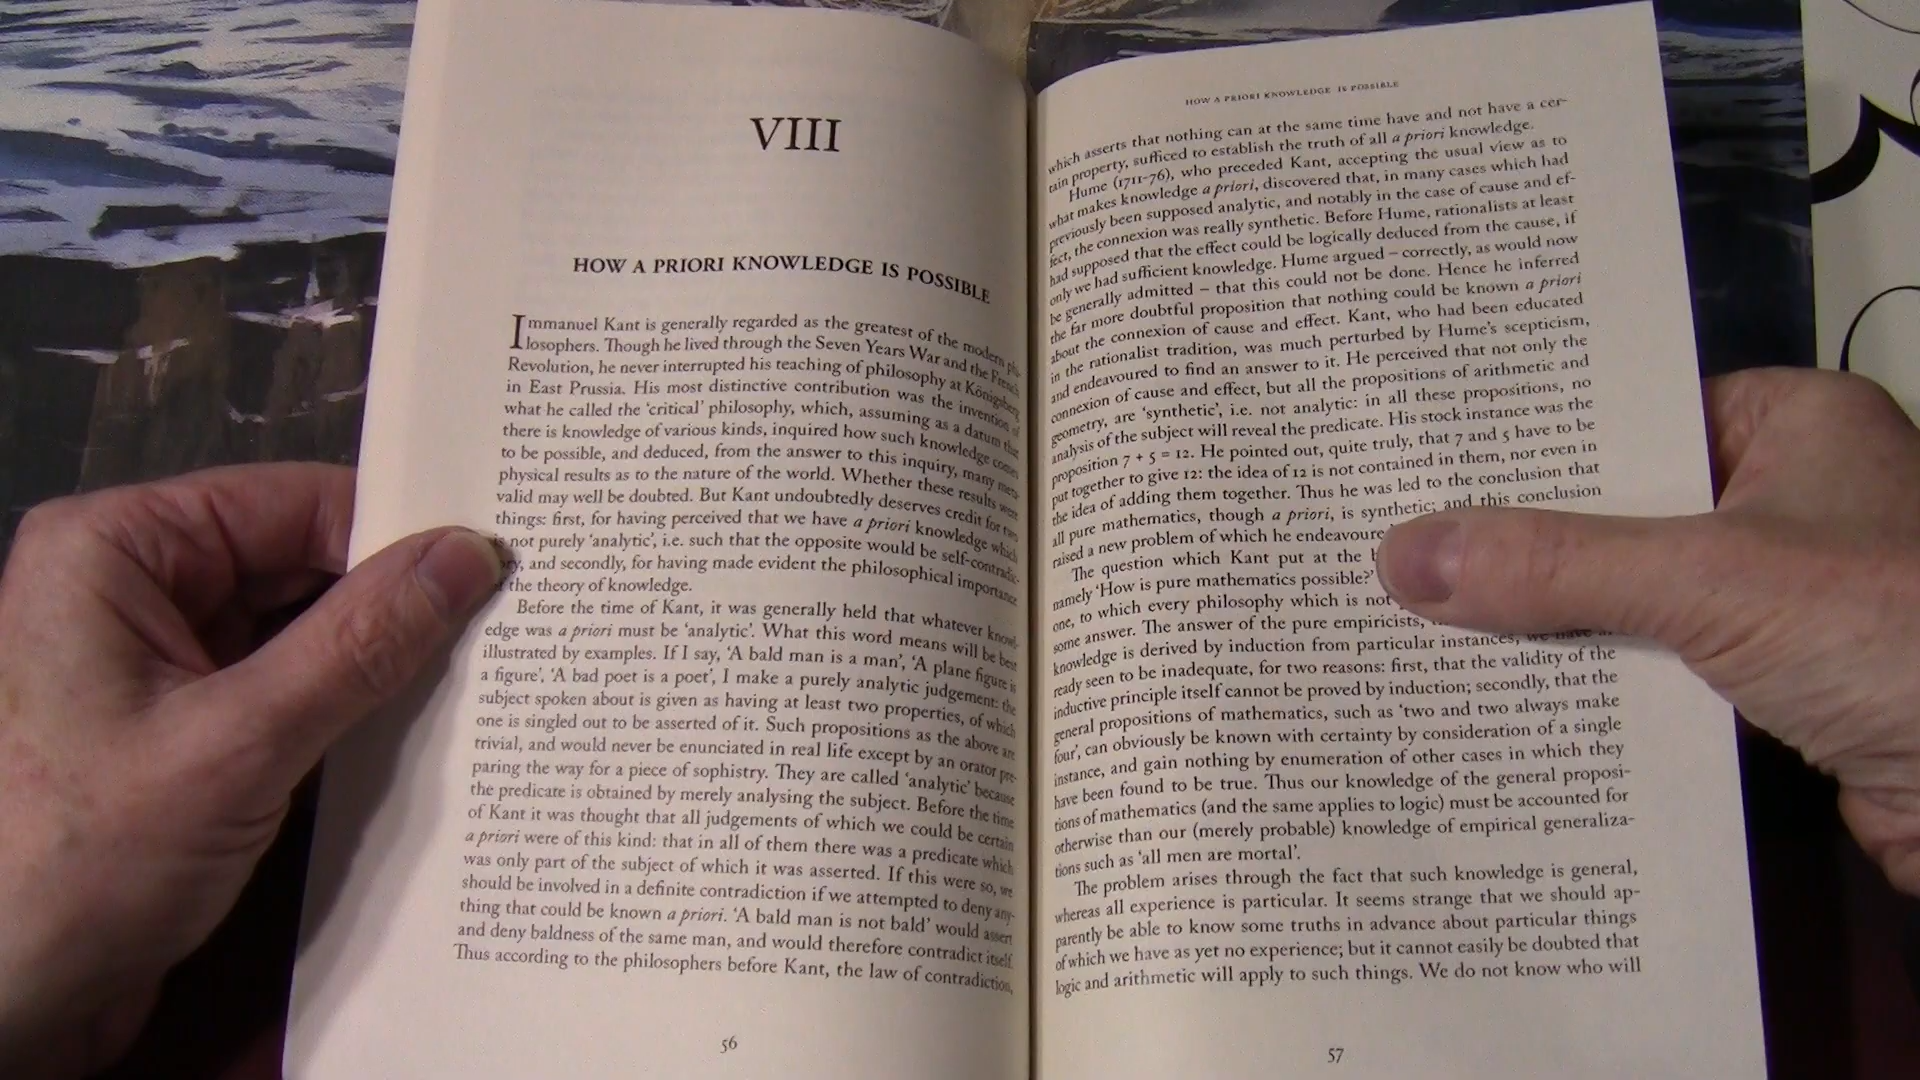 VIII
HOW A PRIORI KNOWLEDGE IS POSSIBLE
Immanuel Kant is generally regarded as the greatest of the modern phi-
losophers. Though he lived through the Seven Years War and the French
Revolution, he never interrupted his teaching of philosophy at Königsberg
in East Prussia. His most distinctive contribution was the invention of
what he called the 'critical' philosophy, which, assuming as a datum that
there is knowledge of various kinds, inquired how such knowledge comes
to be possible, and deduced, from the answer to this inquiry, many meta-
physical results as to the nature of the world. Whether these results were
valid may well be doubted. But Kant undoubtedly deserves credit for two
things: first, for having perceived that we have a priori knowledge which
is not purely 'analytic', i.e. such that the opposite would be self-contradic-
ory, and secondly, for having made evident the philosophical importance
the theory of knowledge.
Before the time of Kant, it was generally held that whatever knowl-
edge was a priori must be 'analytic'. What this word means will be best
illustrated by examples. If I say, 'A bald man is a man', 'A plane figure is
a figure', 'A bad poet is a poet', I make a purely analytic judgement: the
subject spoken about is given as having at least two properties, of which
one is singled out to be asserted of it. Such propositions as the above are
trivial, and would never be enunciated in real life except by an orator pre-
paring the way for a piece of sophistry. They are called 'analytic' because
the predicate is obtained by merely analysing the subject. Before the time
of Kant it was thought that all judgements of which we could be certain
a priori were of this kind: that in all of them there was a predicate which
was only part of the subject of which it was asserted. If this were so, we
should be involved in a definite contradiction if we attempted to deny any-
thing that could be known a priori. 'A bald man is not bald' would assert
and deny baldness of the same man, and would therefore contradict itself.
Thus according to the philosophers before Kant, the law of contradiction,
56
HOW A PRIORI KNOWLEDGE IS POSSIBLE
which asserts that nothing can at the same time have and not have a cer-
tain property, sufficed to establish the truth of all a priori knowledge.
Hume (1711-76), who preceded Kant, accepting the usual view as to
what makes knowledge a priori, discovered that, in many cases which had
previously been supposed analytic, and notably in the case of cause and ef-
fect, the connexion was really synthetic. Before Hume, rationalists at least
had supposed that the effect could be logically deduced from the cause, if
only we had sufficient knowledge. Hume argued – correctly, as would now
be generally admitted – that this could not be done. Hence he inferred
the far more doubtful proposition that nothing could be known a priori
about the connexion of cause and effect. Kant, who had been educated
in the rationalist tradition, was much perturbed by Hume's scepticism,
and endeavoured to find an answer to it. He perceived that not only the
connexion of cause and effect, but all the propositions of arithmetic and
geometry, are 'synthetic', i.e. not analytic: in all these propositions, no
analysis of the subject will reveal the predicate. His stock instance was the
proposition 7 + 5 = 12. He pointed out, quite truly, that 7 and 5 have to be
put together to give 12: the idea of 12 is not contained in them, nor even in
the idea of adding them together. Thus he was led to the conclusion that
all pure mathematics, though a priori, is synthetic; and this conclusion
raised a new problem of which he endeavoure
The question which Kant put at the
namely 'How is pure mathematics possible?'
one, to which every philosophy which is not
some answer. The answer of the pure empiricists,
knowledge is derived by induction from particular instances, we have al-
ready seen to be inadequate, for two reasons: first, that the validity of the
inductive principle itself cannot be proved by induction; secondly, that the
general propositions of mathematics, such as 'two and two always make
four', can obviously be known with certainty by consideration of a single
instance, and gain nothing by enumeration of other cases in which they
have been found to be true. Thus our knowledge of the general proposi-
tions of mathematics (and the same applies to logic) must be accounted for
otherwise than our (merely probable) knowledge of empirical generaliza-
tions such as 'all men are mortal'.
The problem arises through the fact that such knowledge is general,
whereas all experience is particular. It seems strange that we should ap-
parently be able to know some truths in advance about particular things
of which we have as yet no experience; but it cannot easily be doubted that
logic and arithmetic will apply to such things. We do not know who will
57